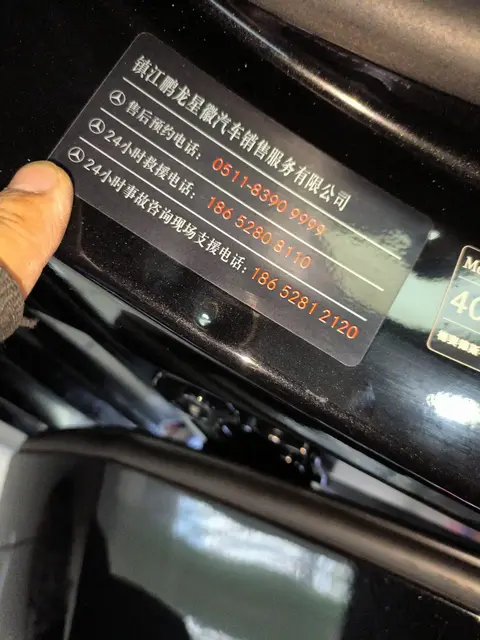 镇江鹏龙星徽汽车销售服务有限公司
售后预约电话：0511-8390 9999
24小时救援电话：186 5280 8110
24小时事故咨询现场支援电话：186 5281 2120
Me
40